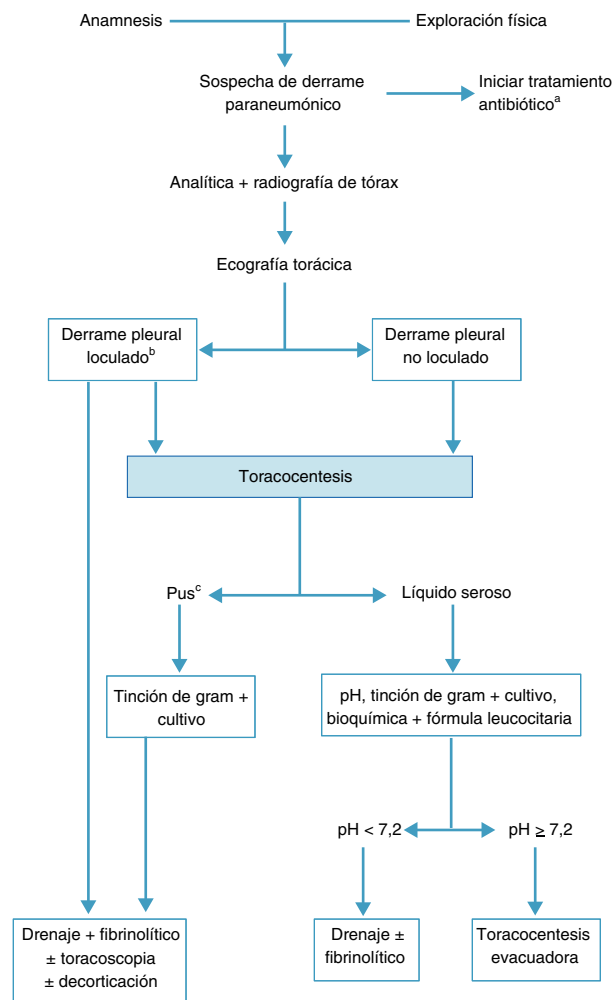 Anamnesis
Exploración física
Sospecha de derrame
paraneumónico
Iniciar tratamiento
antibiótico^a
Analítica + radiografía de tórax
Ecografía torácica
Derrame pleural
loculado^b
Derrame pleural
no loculado
Toracocentesis
Pus^c
Líquido seroso
Tinción de gram +
cultivo
pH, tinción de gram + cultivo,
bioquímica + fórmula leucocitaria
pH < 7,2
pH ≥ 7,2
Drenaje + fibrinolítico
± toracoscopia
± decorticación
Drenaje ±
fibrinolítico
Toracocentesis
evacuadora